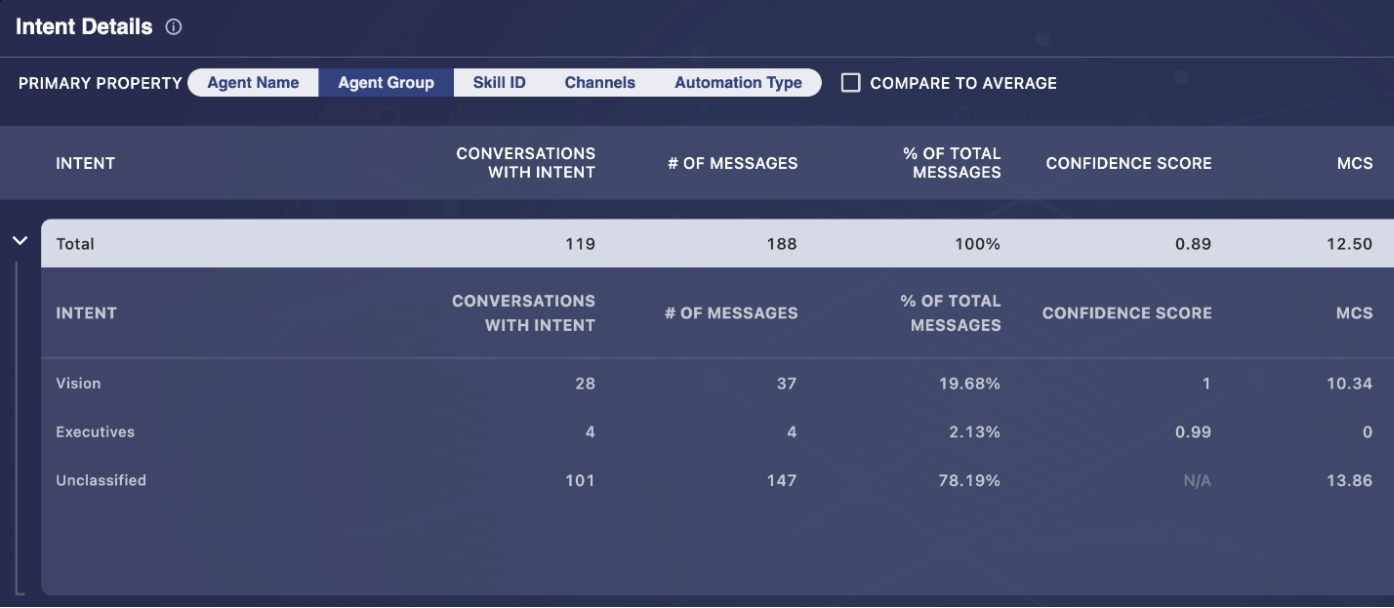 Intent Details
PRIMARY PROPERTY Agent Name Agent Group Skill ID Channels Automation Type COMPARE TO AVERAGE
INTENT CONVERSATIONS WITH INTENT # OF MESSAGES % OF TOTAL MESSAGES CONFIDENCE SCORE MCS
Total 119 188 100% 0.89 12.50
INTENT CONVERSATIONS WITH INTENT # OF MESSAGES % OF TOTAL MESSAGES CONFIDENCE SCORE MCS
Vision 28 37 19.68% 1 10.34
Executives 4 4 2.13% 0.99 0
Unclassified 101 147 78.19% N/A 13.86